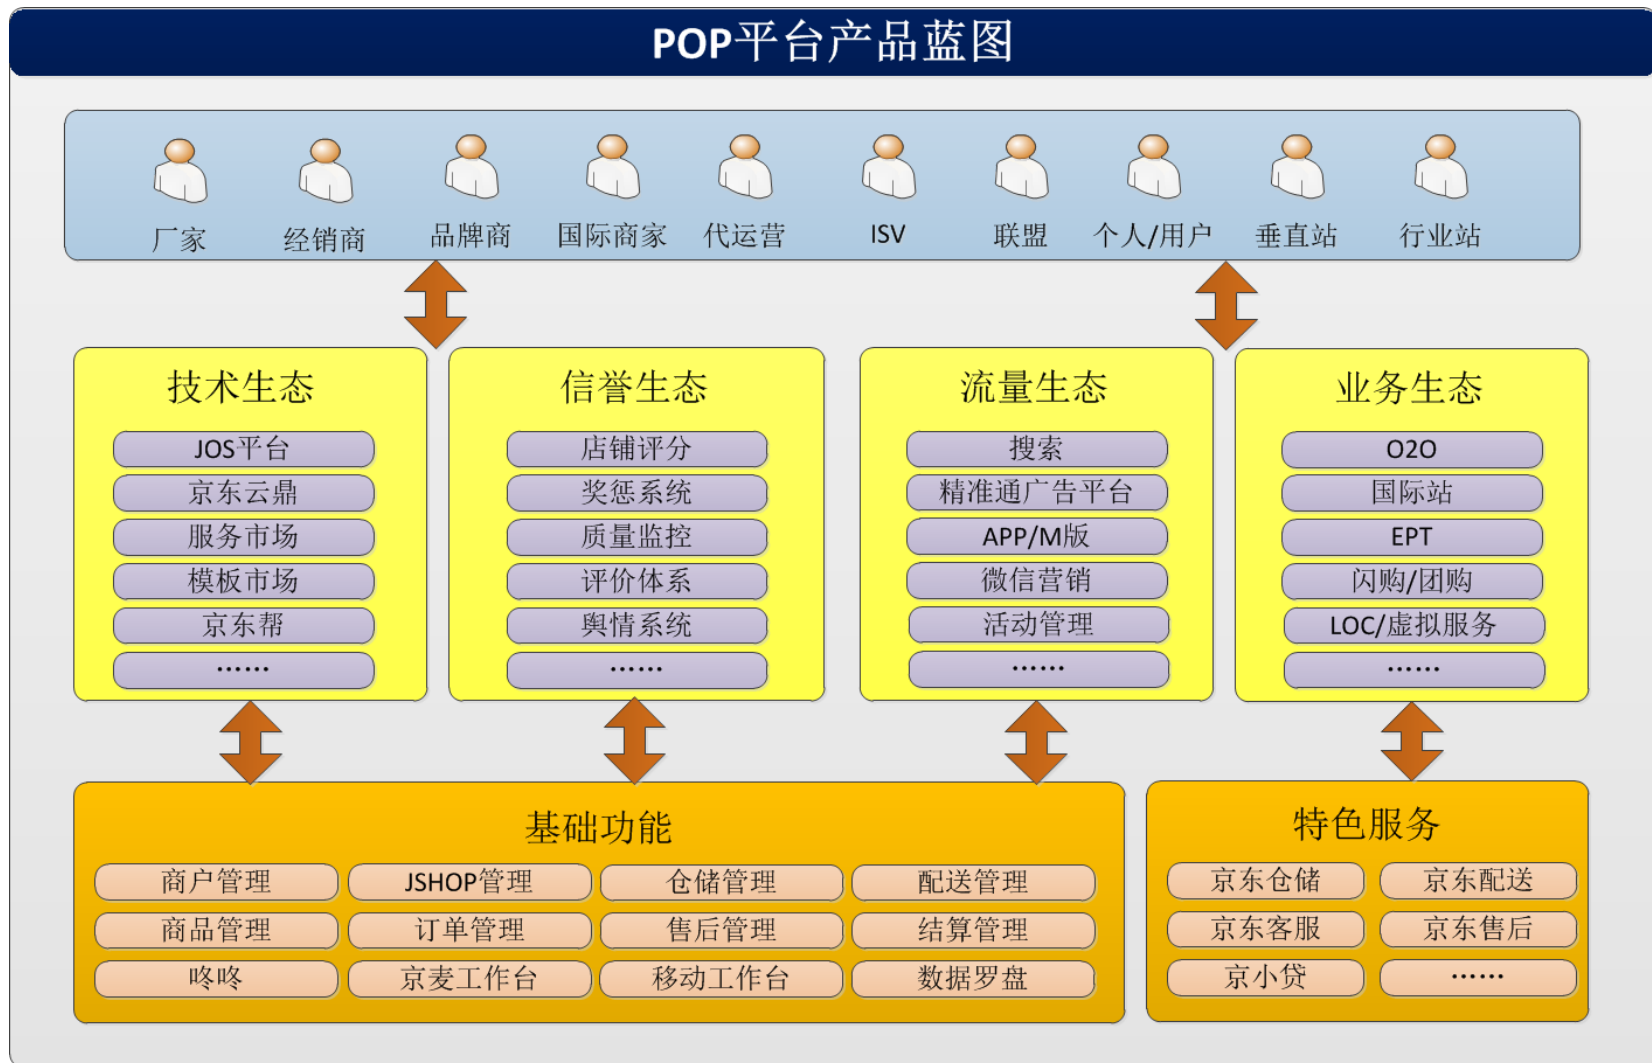 POP平台产品蓝图
厂家 经销商 品牌商 国际商家 代运营 ISV 联盟 个人/用户 垂直站 行业站
技术生态
JOS平台
京东云鼎
服务市场
模板市场
京东帮
……
信誉生态
店铺评分
奖惩系统
质量监控
评价体系
舆情系统
……
流量生态
搜索
精准通广告平台
APP/M版
微信营销
活动管理
……
业务生态
O2O
国际站
EPT
闪购/团购
LOC/虚拟服务
……
基础功能
商户管理 JSHOP管理 仓储管理 配送管理
商品管理 订单管理 售后管理 结算管理
咚咚 京麦工作台 移动工作台 数据罗盘
特色服务
京东仓储 京东配送
京东客服 京东售后
京小贷 ……